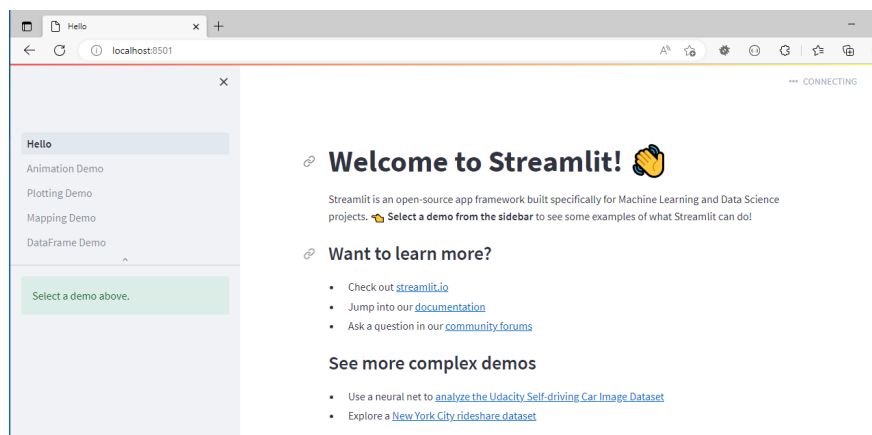 Hello
localhost:8501
CONNECTING
Hello
Animation Demo
Plotting Demo
Mapping Demo
DataFrame Demo
Select a demo above.
Welcome to Streamlit! 👋
Streamlit is an open-source app framework built specifically for Machine Learning and Data Science
projects. 👈 Select a demo from the sidebar to see some examples of what Streamlit can do!
Want to learn more?
• Check out streamlit.io
• Jump into our documentation
• Ask a question in our community forums
See more complex demos
• Use a neural net to analyze the Udacity Self-driving Car Image Dataset
• Explore a New York City rideshare dataset